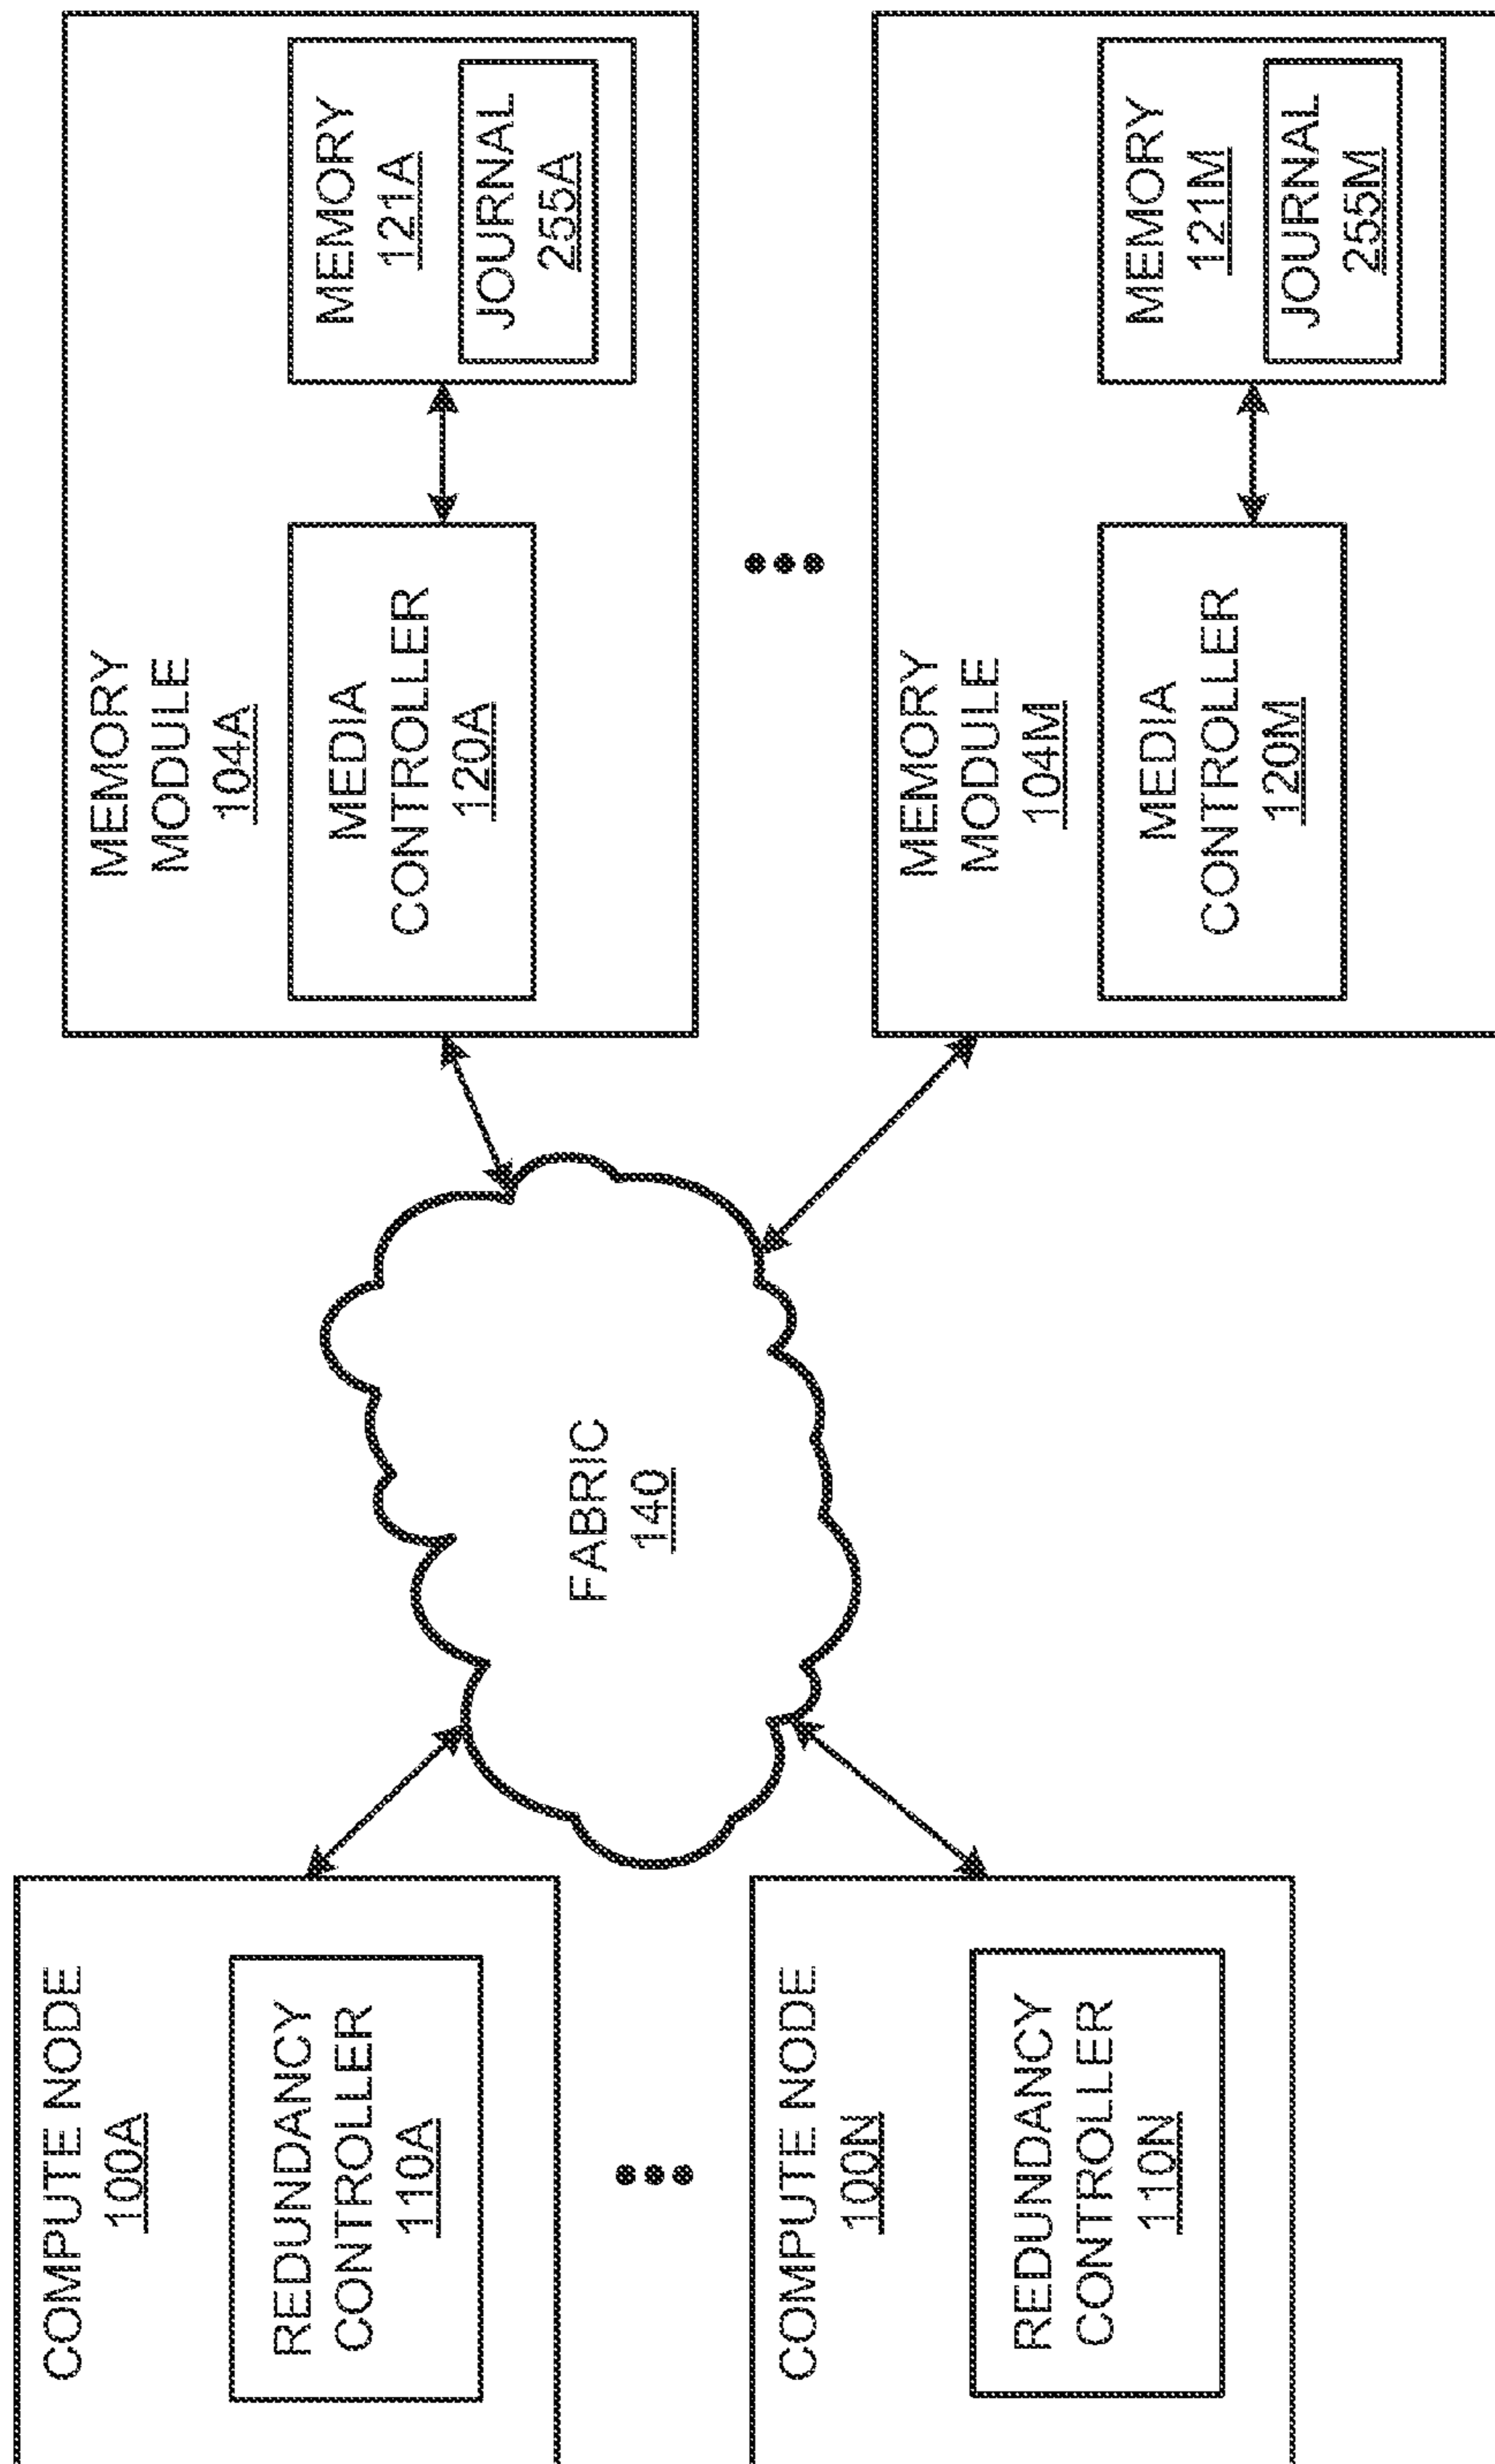 COMPUTE NODE
100A
REDUNDANCY
CONTROLLER
110A
COMPUTE NODE
100N
REDUNDANCY
CONTROLLER
110N
FABRIC
140
MEMORY
MODULE
104A
MEDIA
CONTROLLER
120A
MEMORY
121A
JOURNAL
255A
MEMORY
MODULE
104M
MEDIA
CONTROLLER
120M
MEMORY
121M
JOURNAL
255M